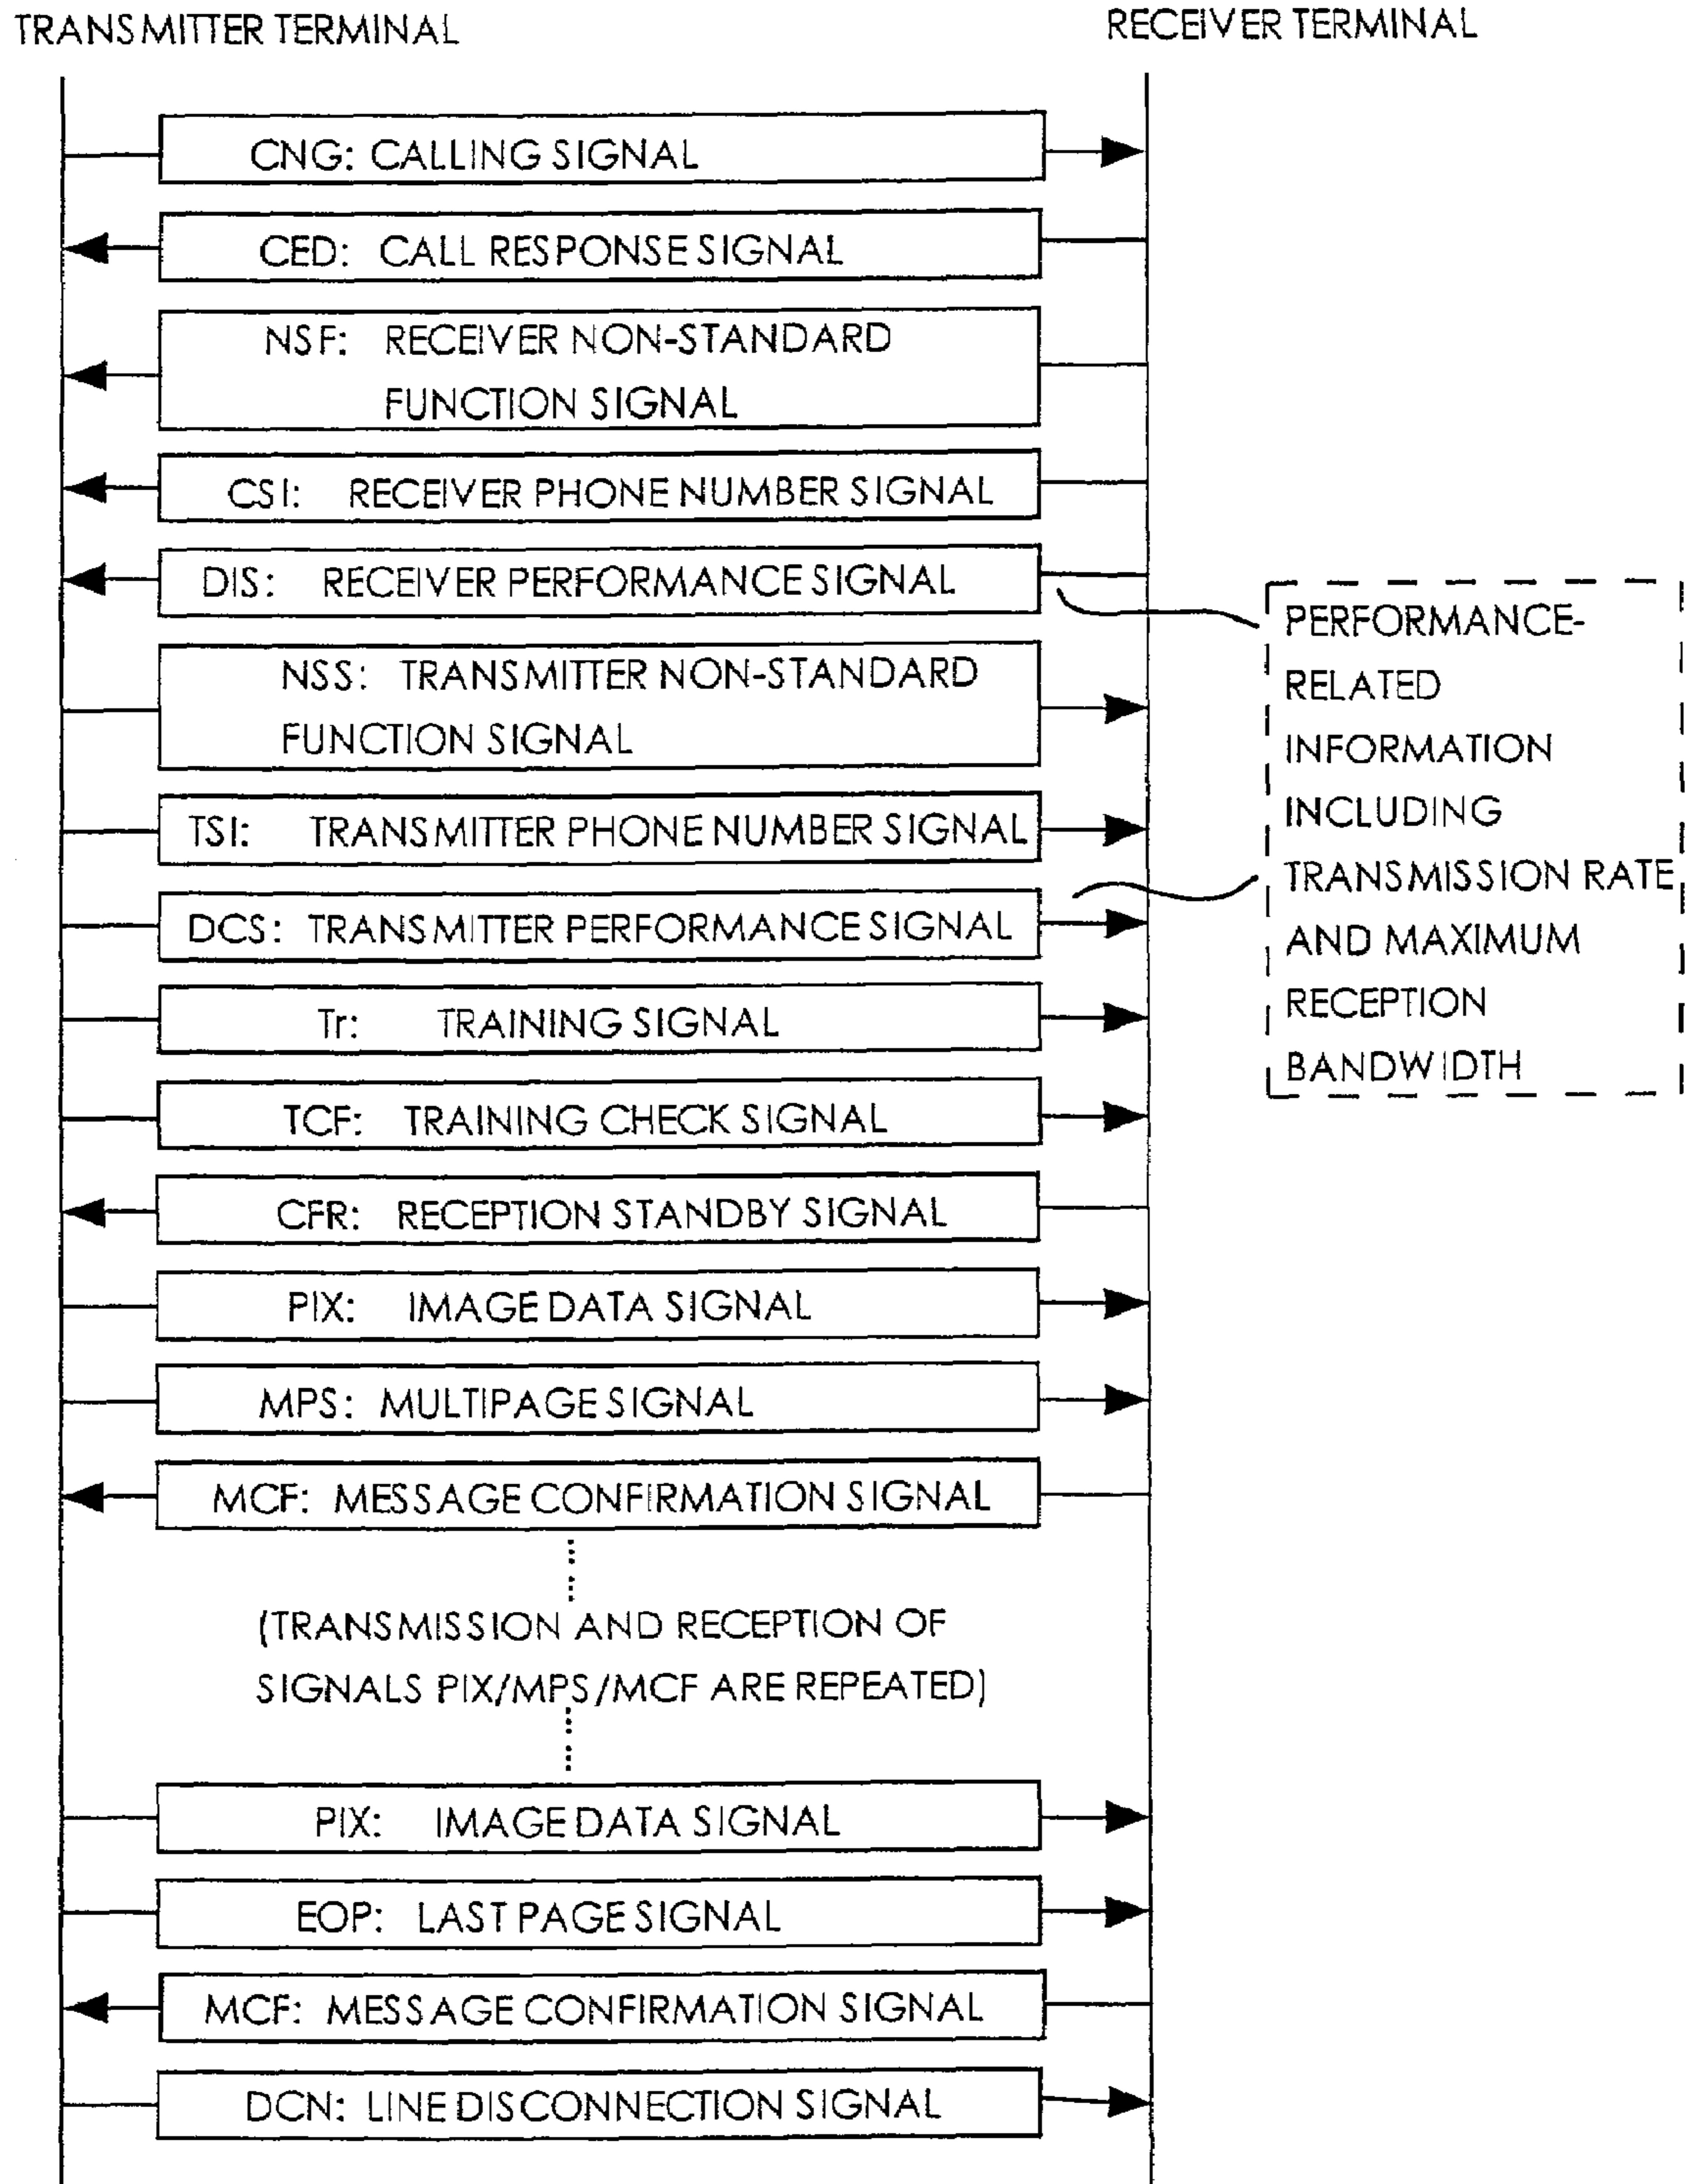 TRANSMITTER TERMINAL
RECEIVER TERMINAL
CNG: CALLING SIGNAL
CED: CALL RESPONSE SIGNAL
NSF: RECEIVER NON-STANDARD
FUNCTION SIGNAL
CSI: RECEIVER PHONE NUMBER SIGNAL
DIS: RECEIVER PERFORMANCE SIGNAL
NSS: TRANSMITTER NON-STANDARD
FUNCTION SIGNAL
TSI: TRANSMITTER PHONE NUMBER SIGNAL
DCS: TRANSMITTER PERFORMANCE SIGNAL
Tr: TRAINING SIGNAL
TCF: TRAINING CHECK SIGNAL
PERFORMANCE-
RELATED
INFORMATION
INCLUDING
TRANSMISSION RATE
AND MAXIMUM
RECEPTION
BANDWIDTH
CFR: RECEPTION STANDBY SIGNAL
PIX: IMAGE DATA SIGNAL
MPS: MULTIPAGE SIGNAL
MCF: MESSAGE CONFIRMATION SIGNAL
(TRANSMISSION AND RECEPTION OF
SIGNALS PIX/MPS/MCF ARE REPEATED)
PIX: IMAGE DATA SIGNAL
EOP: LAST PAGE SIGNAL
MCF: MESSAGE CONFIRMATION SIGNAL
DCN: LINE DISCONNECTION SIGNAL